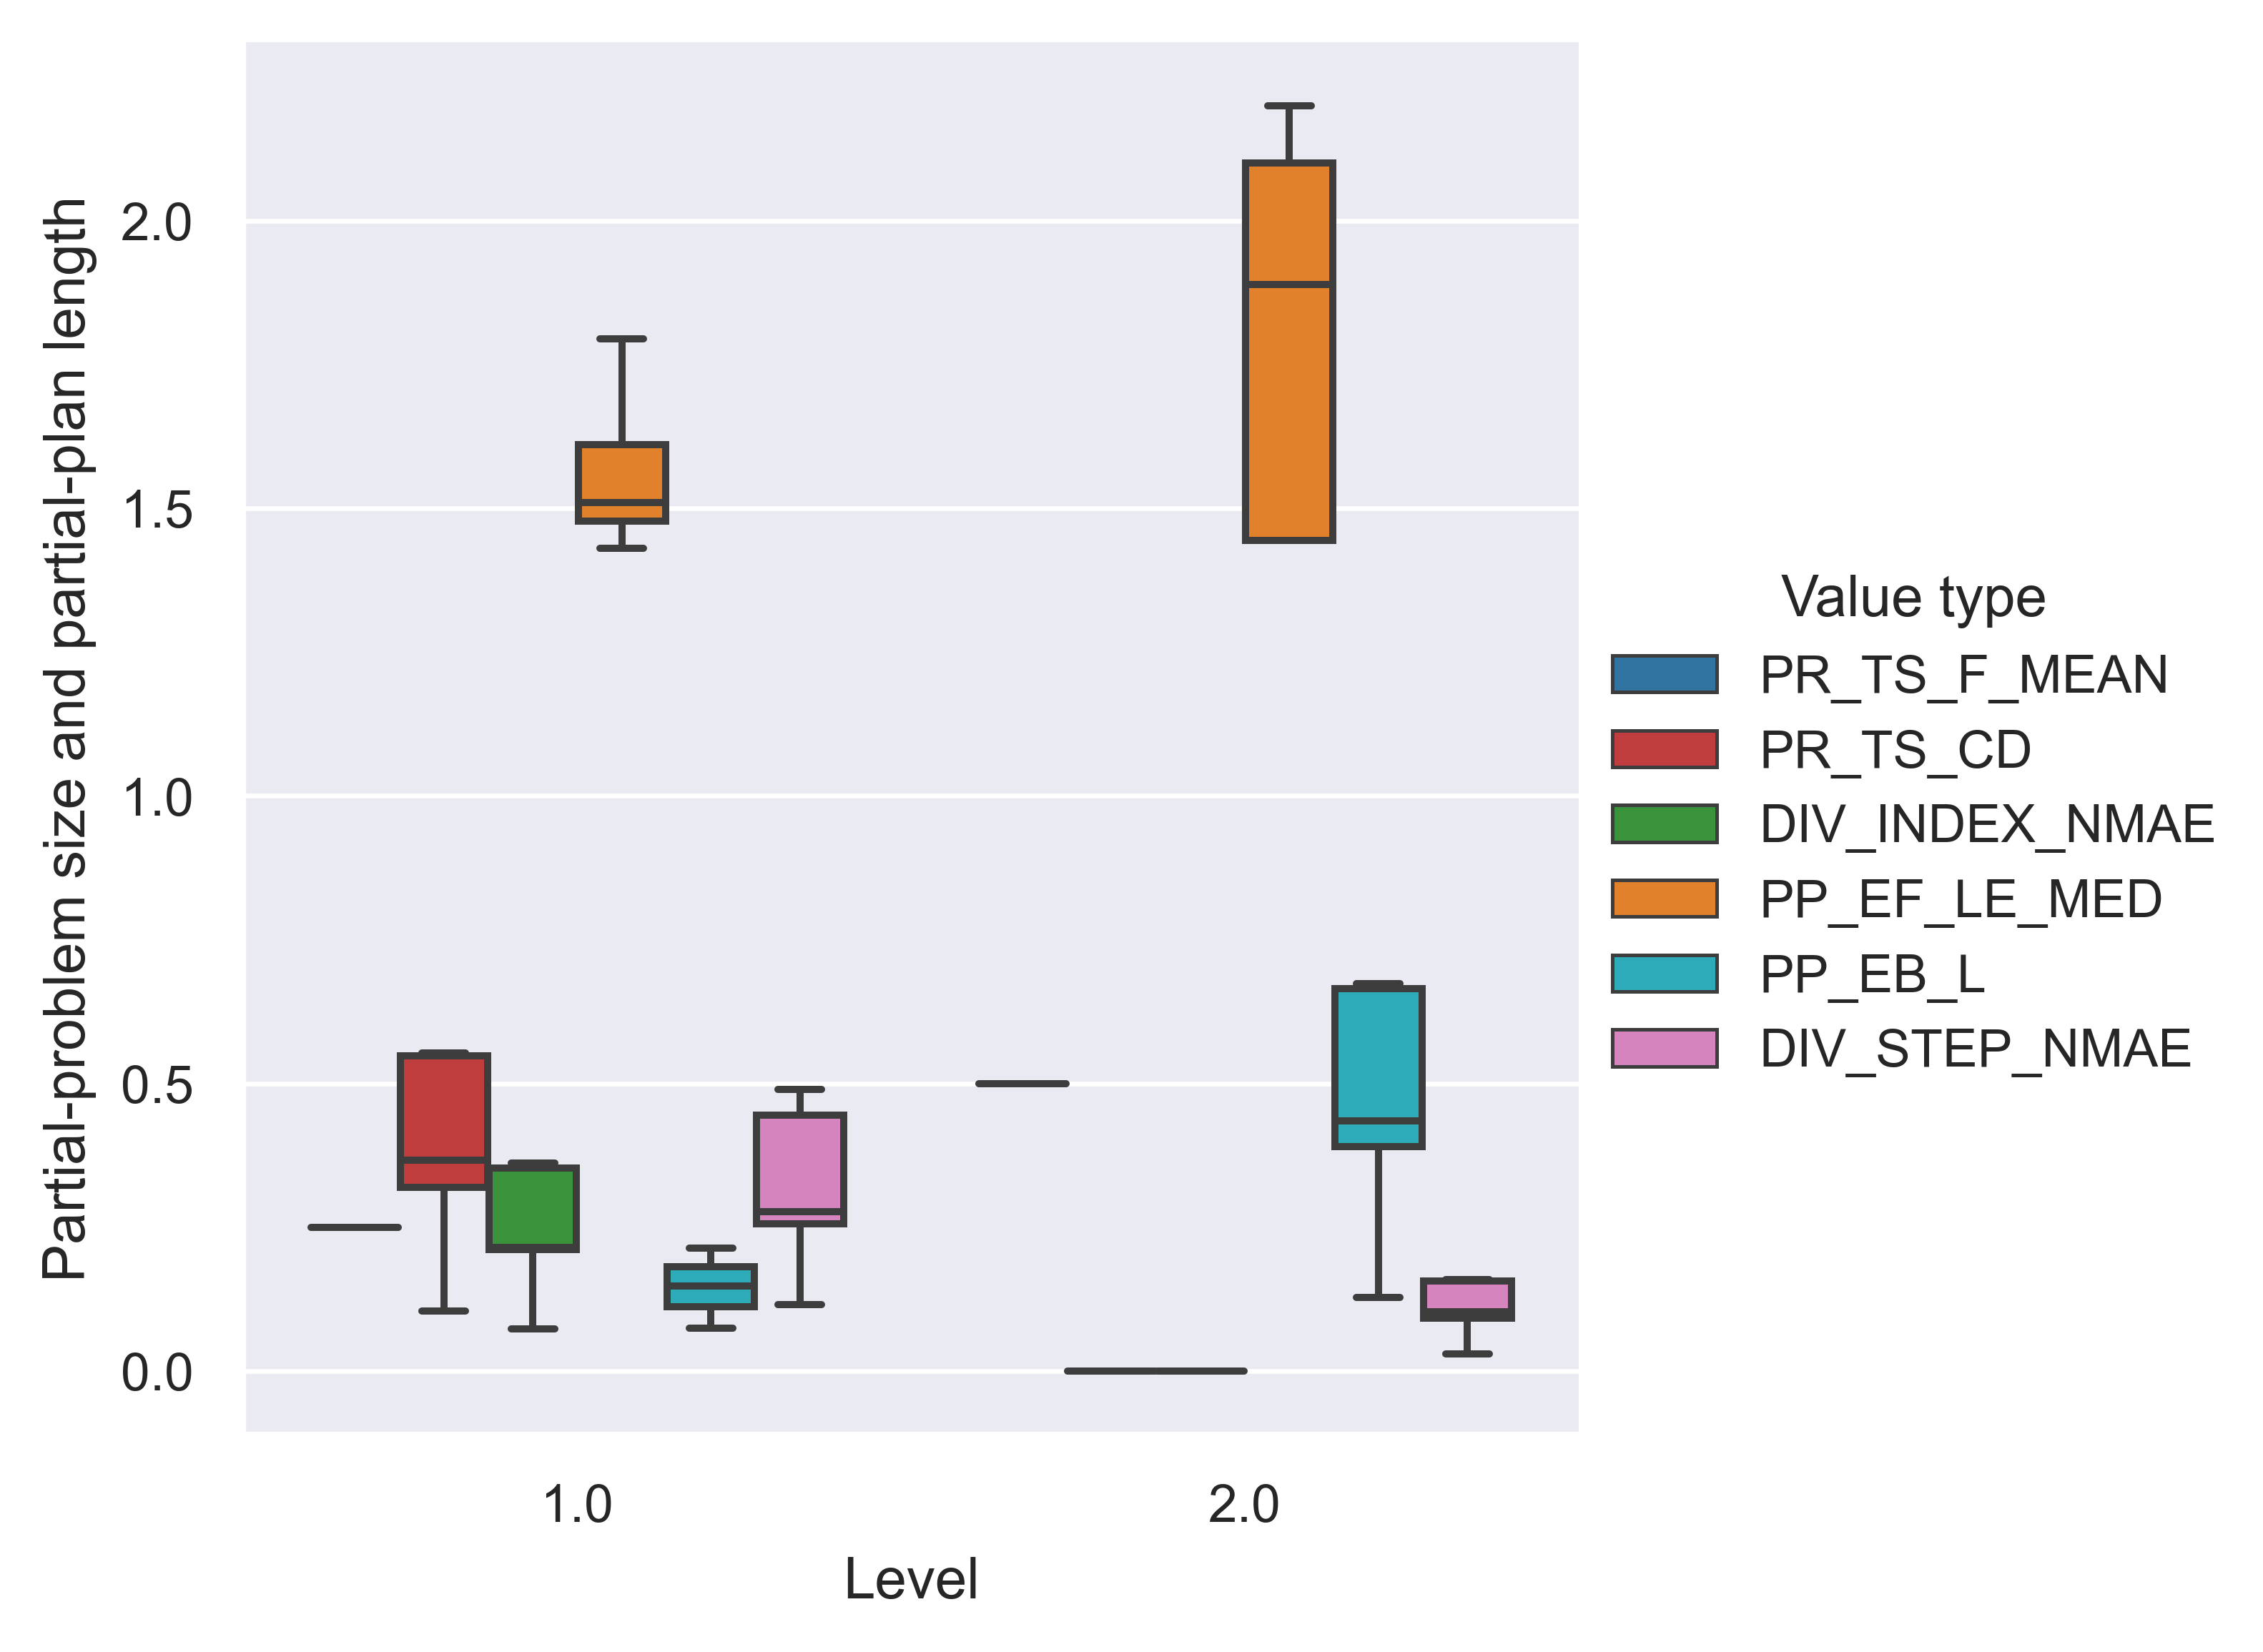 Partial-problem size and partial-plan length
2.0
1.5
1.0
0.5
0.0
1.0
2.0
Level
Value type
PR_TS_F_MEAN
PR_TS_CD
DIV_INDEX_NMAE
PP_EF_LE_MED
PP_EB_L
DIV_STEP_NMAE